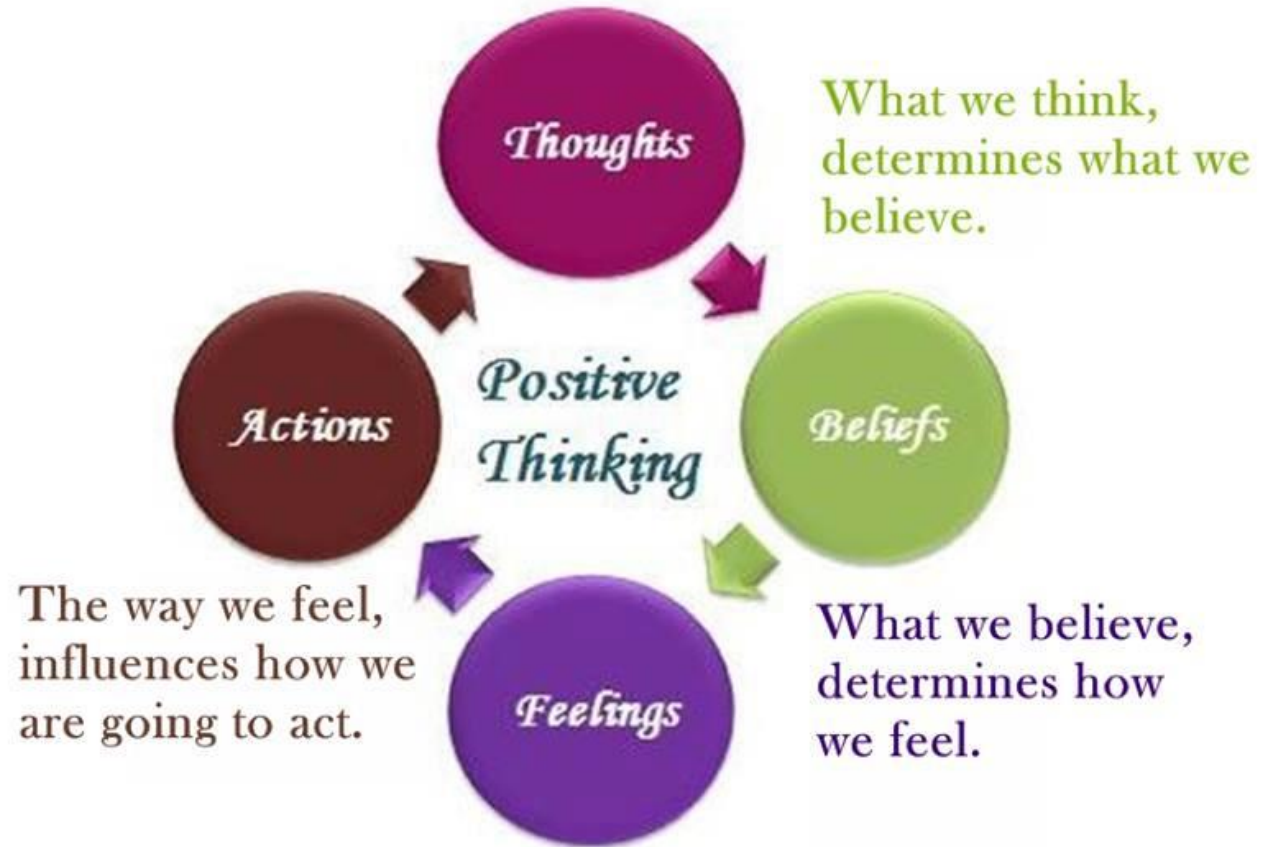 Thoughts
What we think,
determines what we
believe.
Actions
Positive
Thinking
Beliefs
The way we feel,
influences how we
are going to act.
Feelings
What we believe,
determines how
we feel.